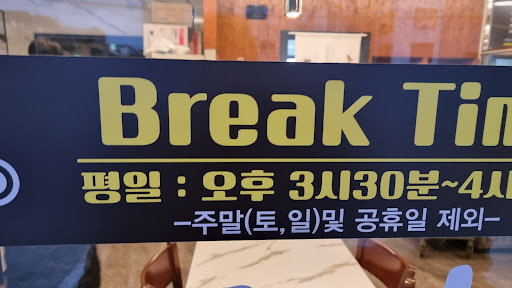 Break Tim
평일 : 오후 3시30분~4시
–주말(토,일)및 공휴일 제외–